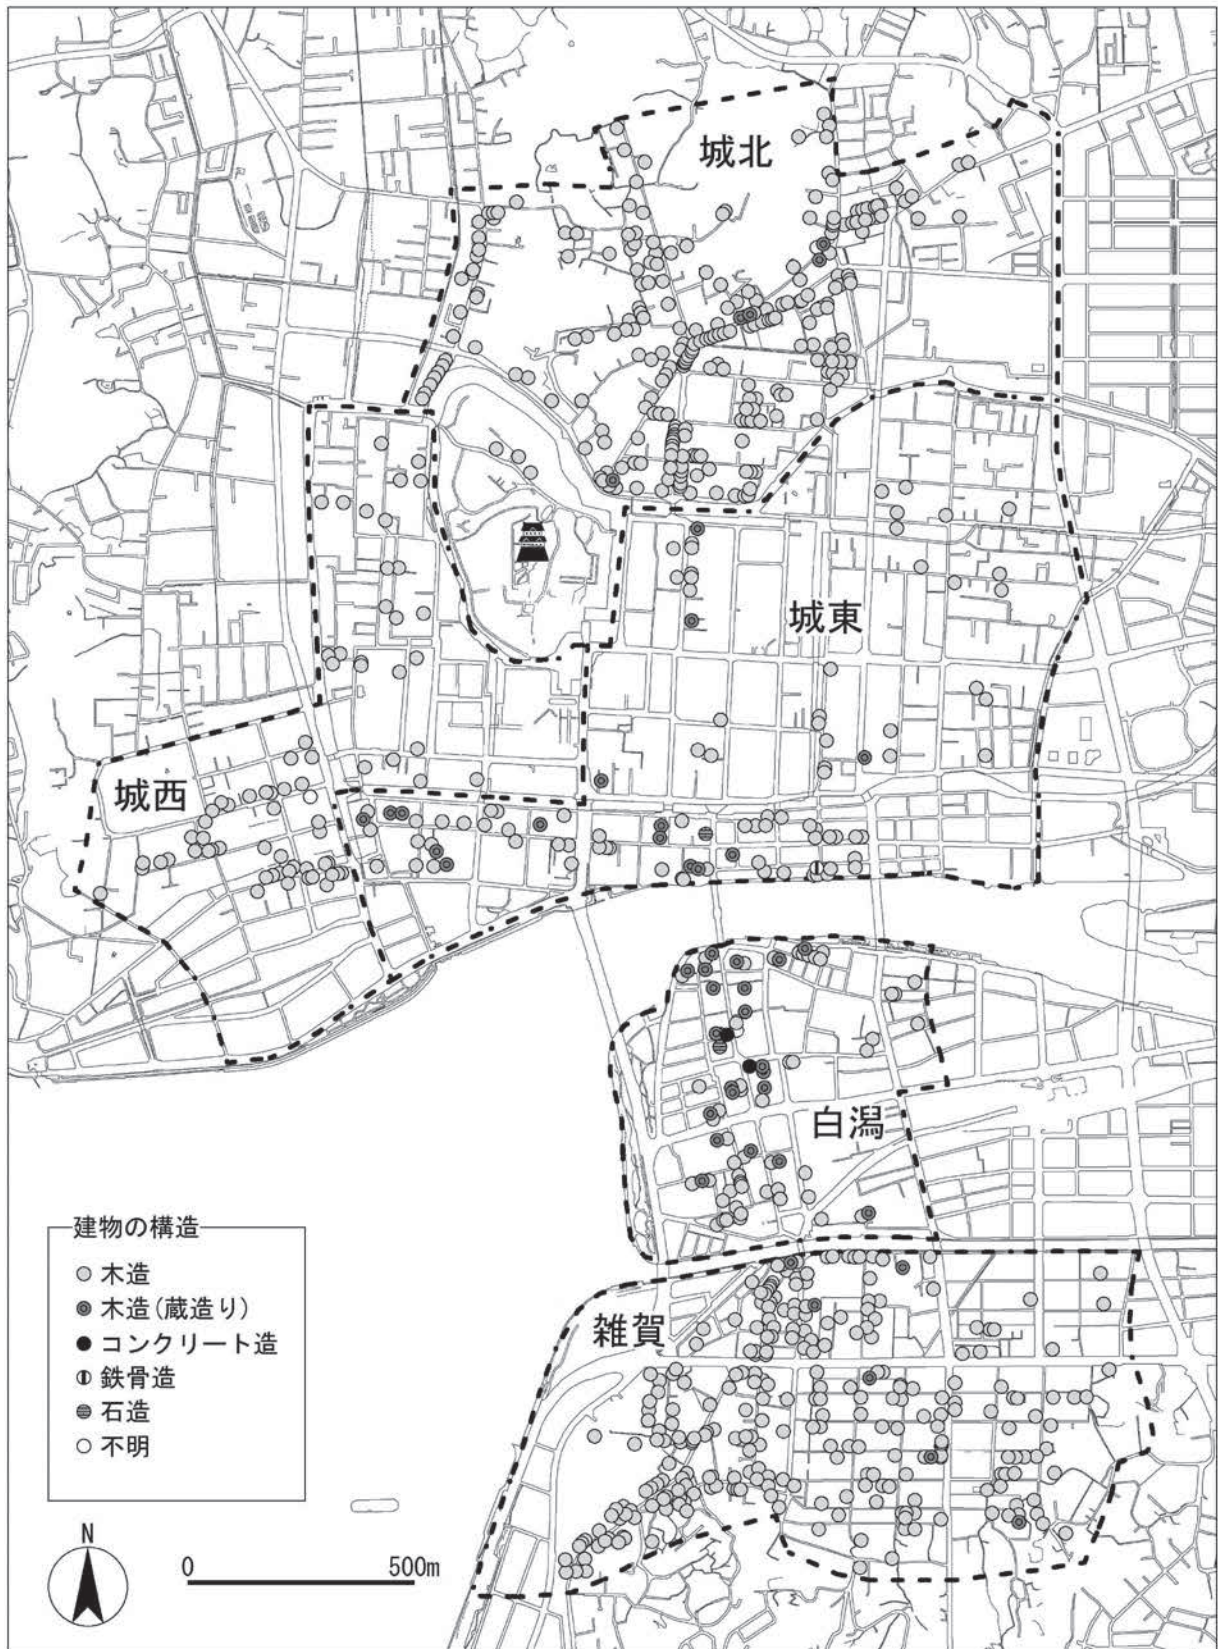 城北
城東
城西
白潟
雑賀
建物の構造
木造
木造(蔵造り)
コンクリート造
鉄骨造
石造
不明
N
0 500m